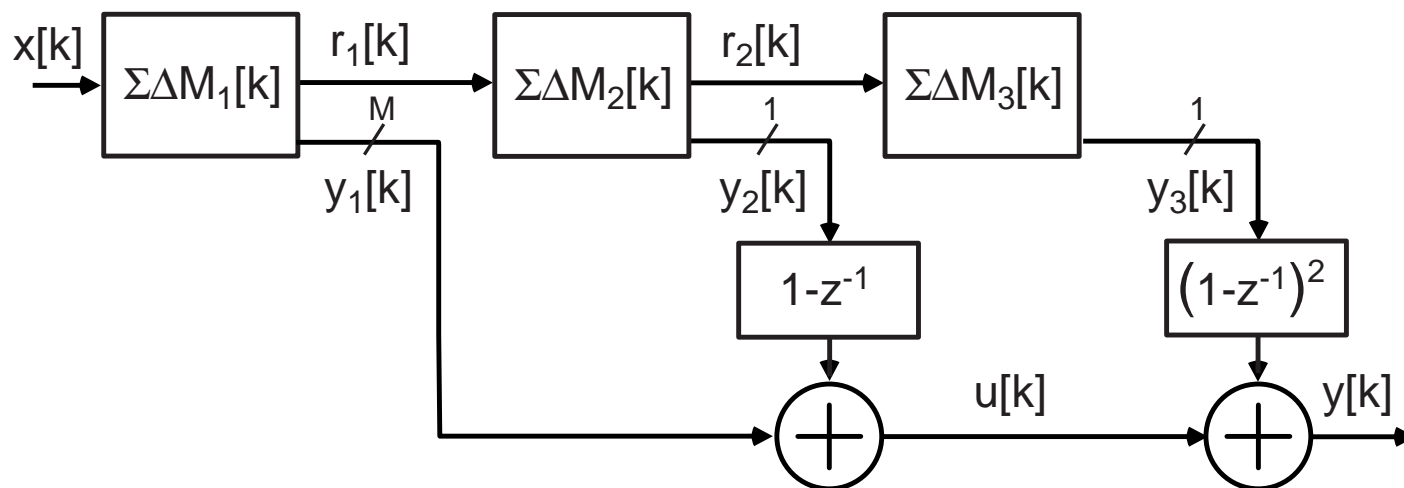 x[k]
ΣΔM₁[k]
r₁[k]
M
y₁[k]
ΣΔM₂[k]
r₂[k]
1
y₂[k]
ΣΔM₃[k]
1
y₃[k]
1-z⁻¹
(1-z⁻¹)²
u[k]
y[k]